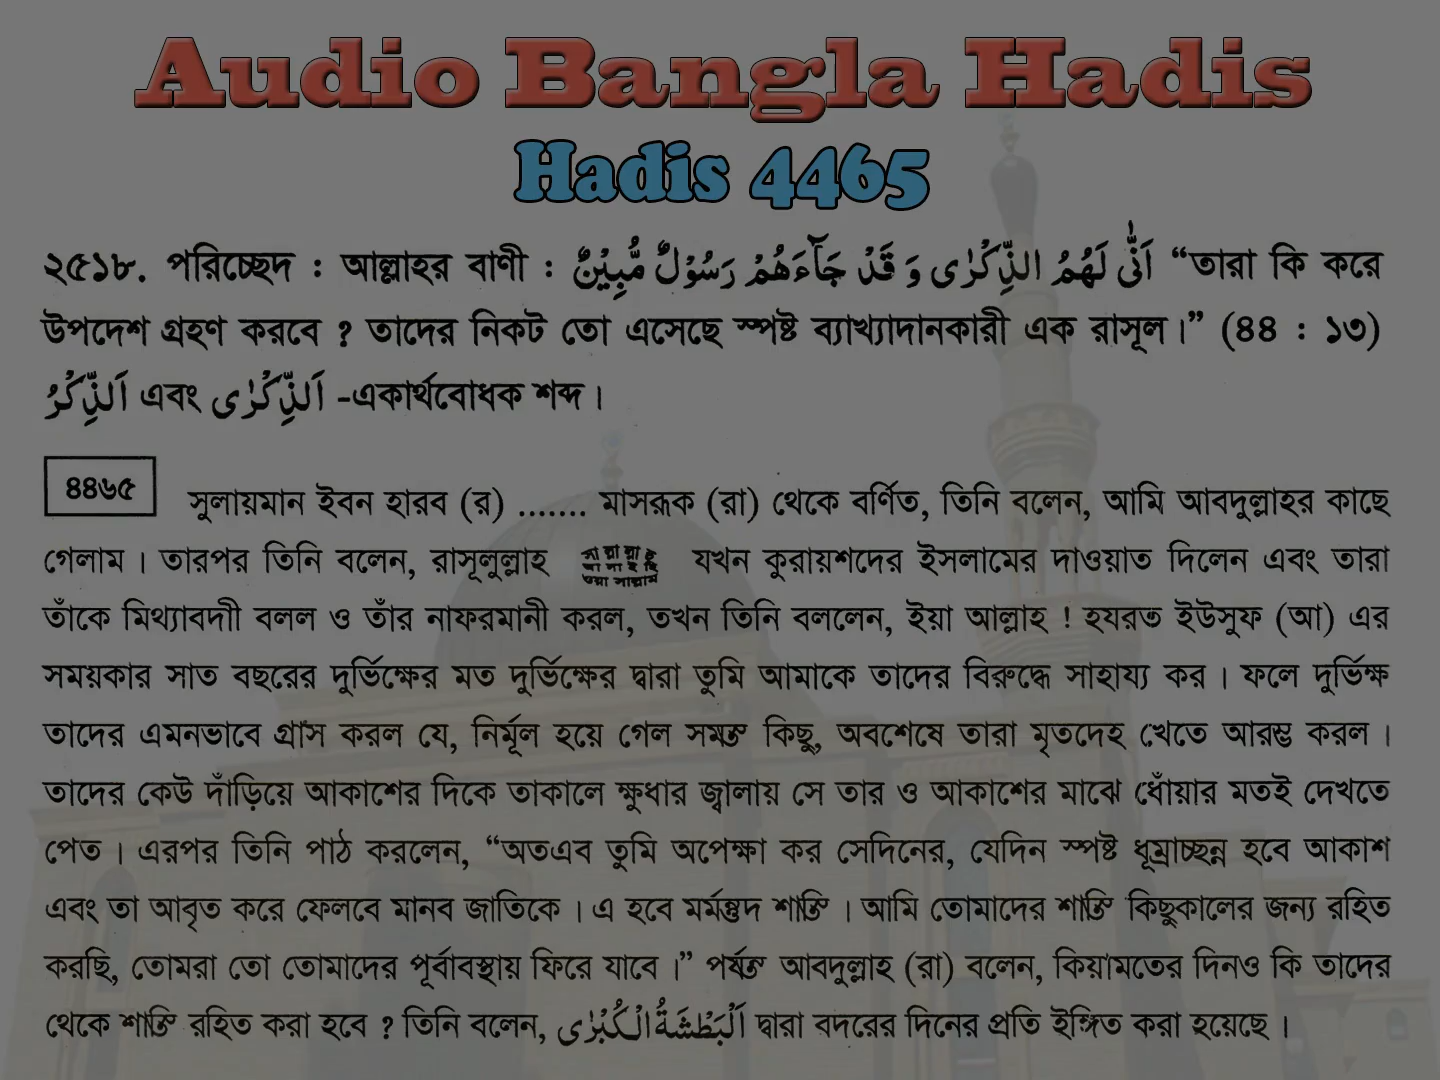 Audio Bangla Hadis
Hadis 4465
২৫১৮. পরিচ্ছেদ : আল্লাহর বাণী : اَنّٰى لَهُمُ الذِّكْرٰى وَ قَدْ جَآءَهُمْ رَسُوْلٌ مُّبِيْنٌ “তারা কি করে
উপদেশ গ্রহণ করবে ? তাদের নিকট তো এসেছে স্পষ্ট ব্যাখ্যাদানকারী এক রাসূল।” (৪৪ : ১৩)
اَلذِّكْرُ এবং اَلذِّكْرٰى -একার্থবোধক শব্দ।
৪৪৬৫ সুলায়মান ইবন হারব (র) ....... মাসরূক (রা) থেকে বর্ণিত, তিনি বলেন, আমি আবদুল্লাহর কাছে
গেলাম। তারপর তিনি বলেন, রাসূলুল্লাহ যখন কুরায়শদের ইসলামের দাওয়াত দিলেন এবং তারা
তাঁকে মিথ্যাবদাী বলল ও তাঁর নাফরমানী করল, তখন তিনি বললেন, ইয়া আল্লাহ ! হযরত ইউসুফ (আ) এর
সময়কার সাত বছরের দুর্ভিক্ষের মত দুর্ভিক্ষের দ্বারা তুমি আমাকে তাদের বিরুদ্ধে সাহায্য কর। ফলে দুর্ভিক্ষ
তাদের এমনভাবে গ্রাস করল যে, নির্মূল হয়ে গেল সমস্ত কিছু, অবশেষে তারা মৃতদেহ খেতে আরম্ভ করল।
তাদের কেউ দাঁড়িয়ে আকাশের দিকে তাকালে ক্ষুধার জ্বালায় সে তার ও আকাশের মাঝে ধোঁয়ার মতই দেখতে
পেত। এরপর তিনি পাঠ করলেন, “অতএব তুমি অপেক্ষা কর সেদিনের, যেদিন স্পষ্ট ধূম্রাচ্ছন্ন হবে আকাশ
এবং তা আবৃত করে ফেলবে মানব জাতিকে। এ হবে মর্মন্তুদ শাস্তি। আমি তোমাদের শাস্তি কিছুকালের জন্য রহিত
করছি, তোমরা তো তোমাদের পূর্বাবস্থায় ফিরে যাবে।” পর্যন্ত আবদুল্লাহ (রা) বলেন, কিয়ামতের দিনও কি তাদের
থেকে শাস্তি রহিত করা হবে ? তিনি বলেন, اَلْبَطْشَةُ الْكُبْرٰى দ্বারা বদরের দিনের প্রতি ইঙ্গিত করা হয়েছে।